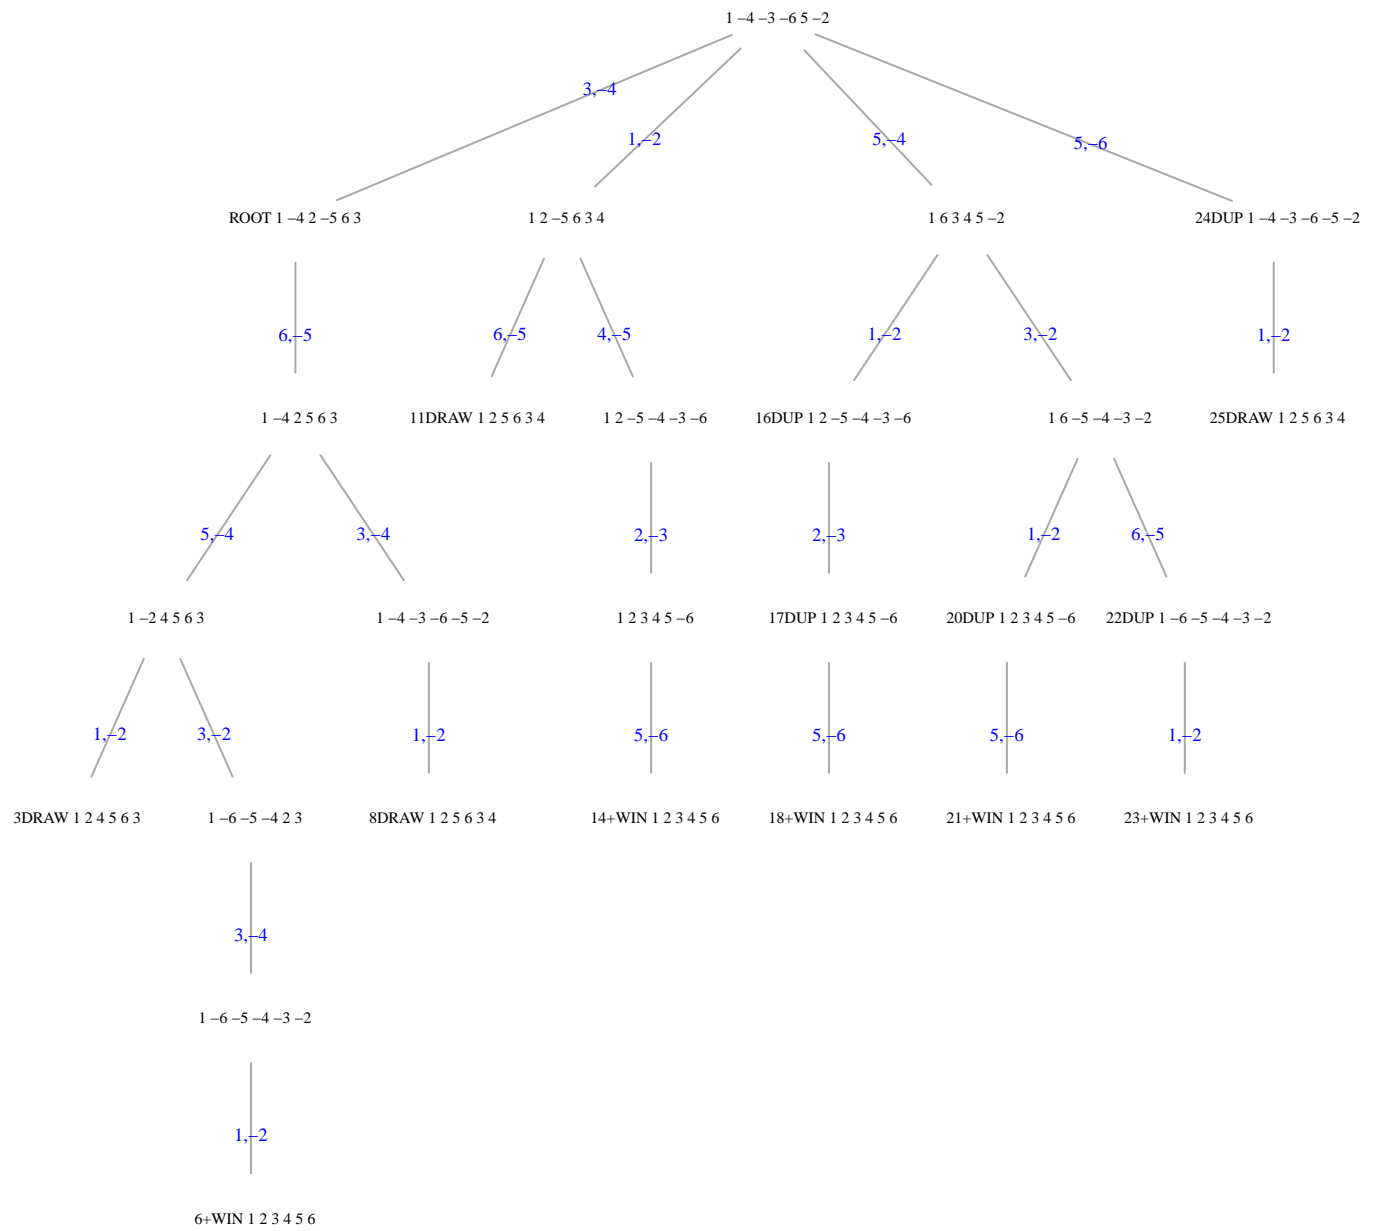 1 –4 –3 –6 5 –2
3,–4
1,–2
5,–4
5,–6
ROOT 1 –4 2 –5 6 3
1 2 –5 6 3 4
1 6 3 4 5 –2
24DUP 1 –4 –3 –6 –5 –2
6,–5
6,–5
4,–5
1,–2
3,–2
1,–2
1 –4 2 5 6 3
11DRAW 1 2 5 6 3 4
1 2 –5 –4 –3 –6
16DUP 1 2 –5 –4 –3 –6
1 6 –5 –4 –3 –2
25DRAW 1 2 5 6 3 4
5,–4
3,–4
2,–3
2,–3
1,–2
6,–5
1 –2 4 5 6 3
1 –4 –3 –6 –5 –2
1 2 3 4 5 –6
17DUP 1 2 3 4 5 –6
20DUP 1 2 3 4 5 –6
22DUP 1 –6 –5 –4 –3 –2
1,–2
3,–2
1,–2
5,–6
5,–6
5,–6
1,–2
3DRAW 1 2 4 5 6 3
1 –6 –5 –4 2 3
8DRAW 1 2 5 6 3 4
14+WIN 1 2 3 4 5 6
18+WIN 1 2 3 4 5 6
21+WIN 1 2 3 4 5 6
23+WIN 1 2 3 4 5 6
3,–4
1 –6 –5 –4 –3 –2
1,–2
6+WIN 1 2 3 4 5 6